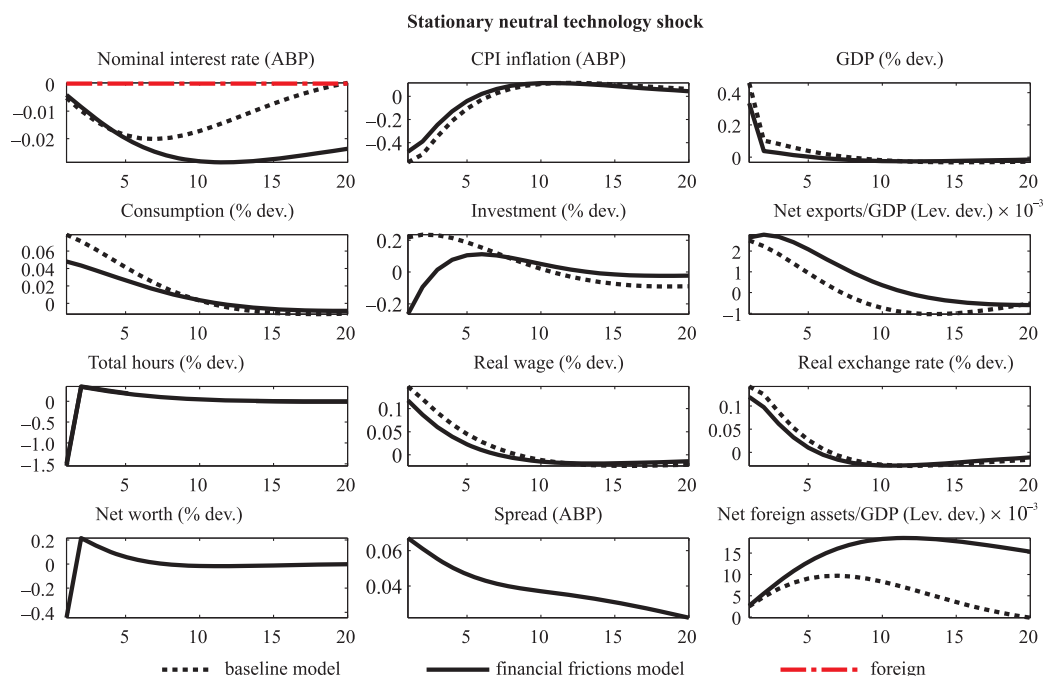 Stationary neutral technology shock
Nominal interest rate (ABP) CPI inflation (ABP) GDP (% dev.)
0
−0.01
−0.02
5 10 15 20
0
−0.2
−0.4
5 10 15 20
0.4
0.2
0
5 10 15 20
Consumption (% dev.) Investment (% dev.) Net exports/GDP (Lev. dev.) × 10⁻³
0.06
0.04
0.02
0
5 10 15 20
0.2
0
−0.2
5 10 15 20
2
1
0
−1
5 10 15 20
Total hours (% dev.) Real wage (% dev.) Real exchange rate (% dev.)
0
−0.5
−1.0
−1.5
5 10 15 20
0.1
0.05
0
5 10 15 20
0.1
0.05
0
5 10 15 20
Net worth (% dev.) Spread (ABP) Net foreign assets/GDP (Lev. dev.) × 10⁻³
0.2
0
−0.2
−0.4
5 10 15 20
0.06
0.04
5 10 15 20
15
10
5
0
5 10 15 20
baseline model financial frictions model foreign